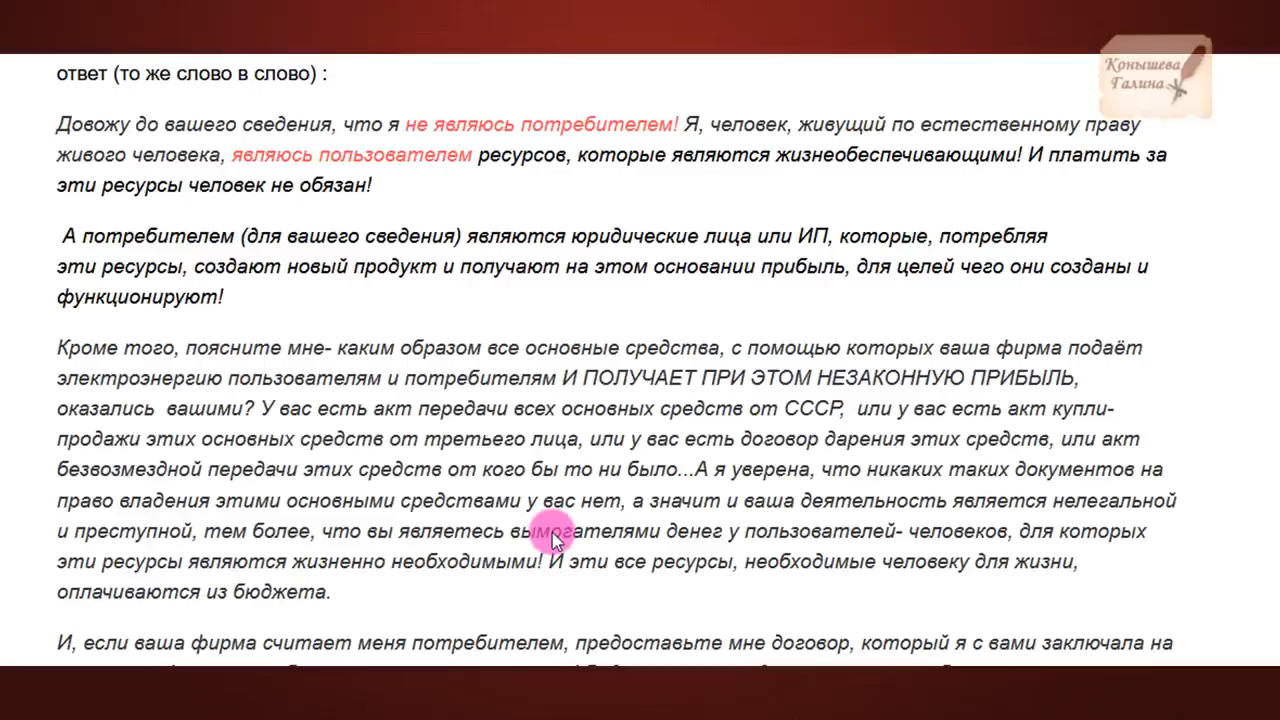 Конышева
Галина
ответ (то же слово в слово) :
Довожу до вашего сведения, что я не являюсь потребителем! Я, человек, живущий по естественному праву
живого человека, являюсь пользователем ресурсов, которые являются жизнеобеспечивающими! И платить за
эти ресурсы человек не обязан!
А потребителем (для вашего сведения) являются юридические лица или ИП, которые, потребляя
эти ресурсы, создают новый продукт и получают на этом основании прибыль, для целей чего они созданы и
функционируют!
Кроме того, поясните мне- каким образом все основные средства, с помощью которых ваша фирма подаёт
электроэнергию пользователям и потребителям И ПОЛУЧАЕТ ПРИ ЭТОМ НЕЗАКОННУЮ ПРИБЫЛЬ,
оказались вашими? У вас есть акт передачи всех основных средств от СССР, или у вас есть акт купли-
продажи этих основных средств от третьего лица, или у вас есть договор дарения этих средств, или акт
безвозмездной передачи этих средств от кого бы то ни было...А я уверена, что никаких таких документов на
право владения этими основными средствами у вас нет, а значит и ваша деятельность является нелегальной
и преступной, тем более, что вы являетесь вымогателями денег у пользователей- человеков, для которых
эти ресурсы являются жизненно необходимыми! И эти все ресурсы, необходимые человеку для жизни,
оплачиваются из бюджета.
И, если ваша фирма считает меня потребителем, предоставьте мне договор, который я с вами заключала на